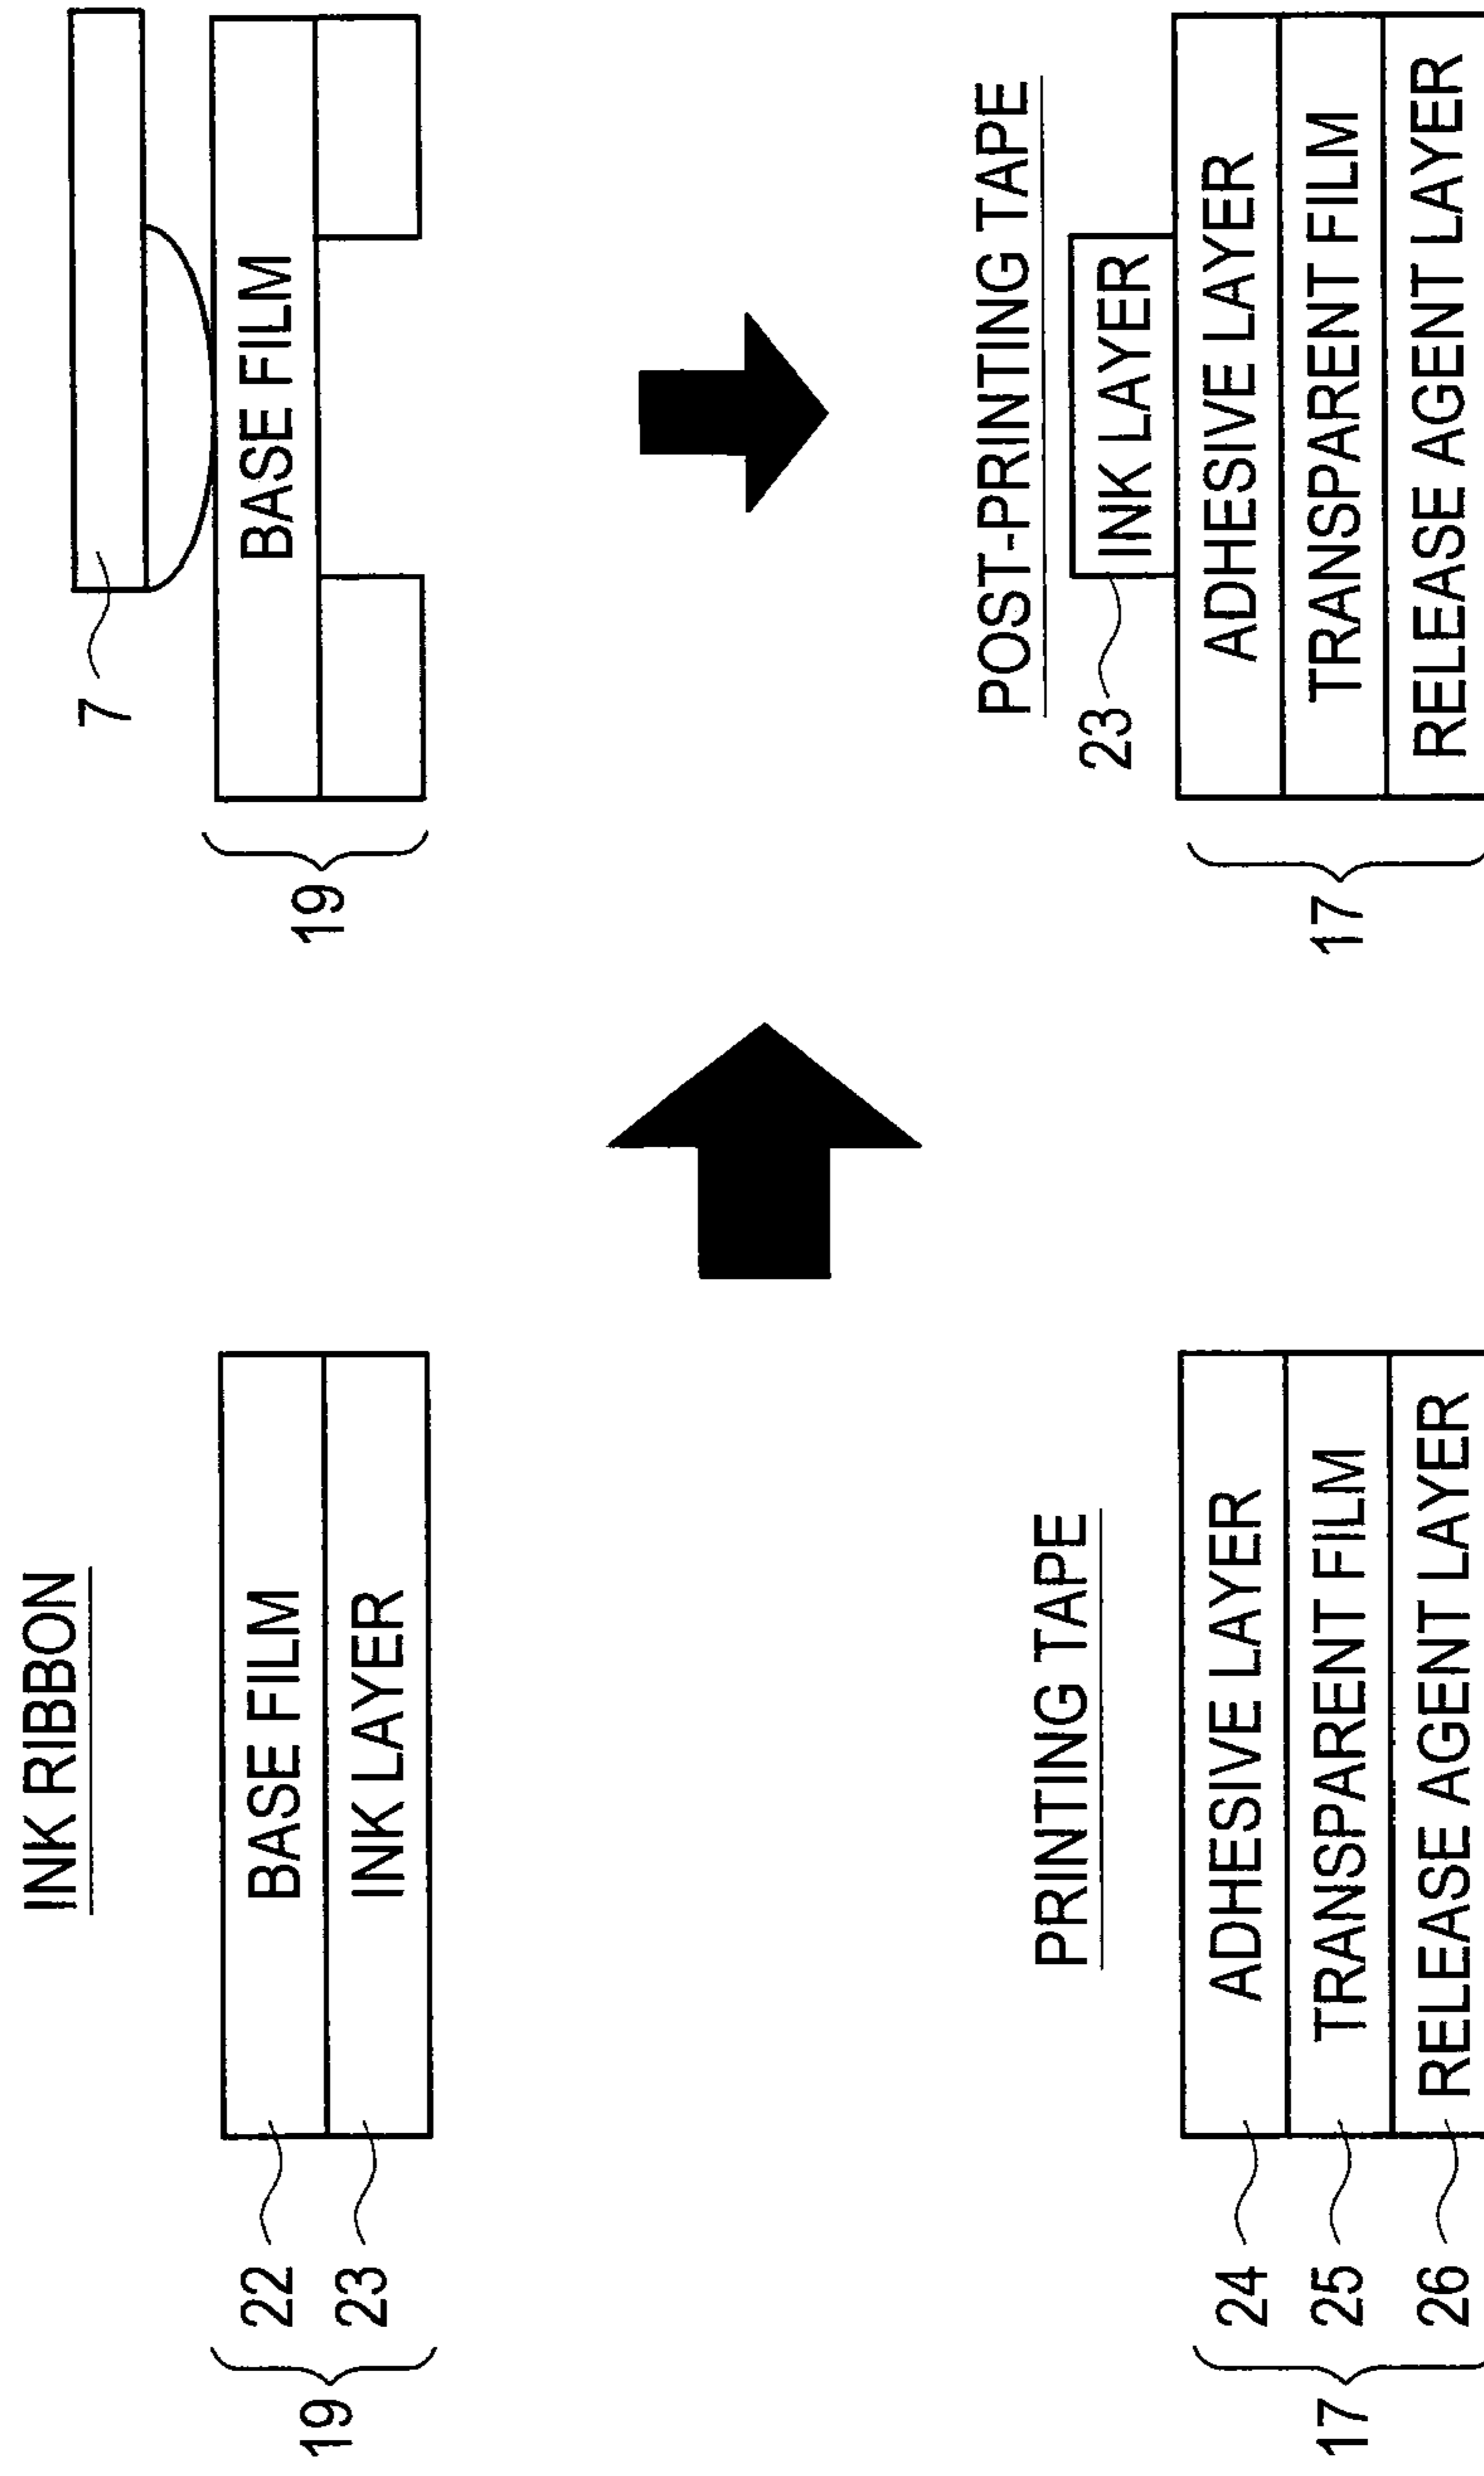 INK RIBBON
22
BASE FILM
23
INK LAYER
19
PRINTING TAPE
24
ADHESIVE LAYER
25
TRANSPARENT FILM
26
RELEASE AGENT LAYER
17
7
BASE FILM
19
POST-PRINTING TAPE
23
INK LAYER
ADHESIVE LAYER
TRANSPARENT FILM
RELEASE AGENT LAYER
17